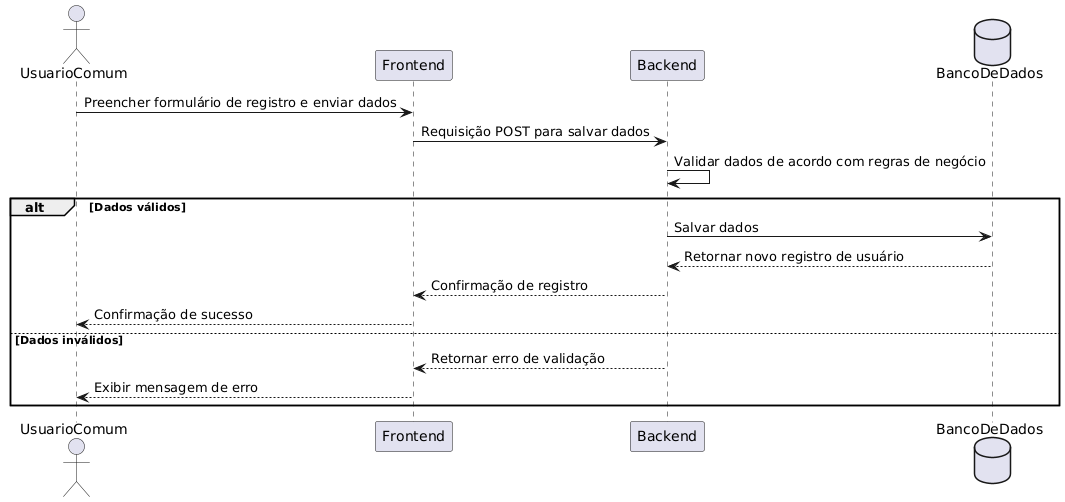 UsuarioComum
Frontend
Backend
BancoDeDados
Preencher formulário de registro e enviar dados
Requisição POST para salvar dados
Validar dados de acordo com regras de negócio
alt
[Dados válidos]
Salvar dados
Retornar novo registro de usuário
Confirmação de registro
Confirmação de sucesso
[Dados inválidos]
Retornar erro de validação
Exibir mensagem de erro
UsuarioComum
Frontend
Backend
BancoDeDados